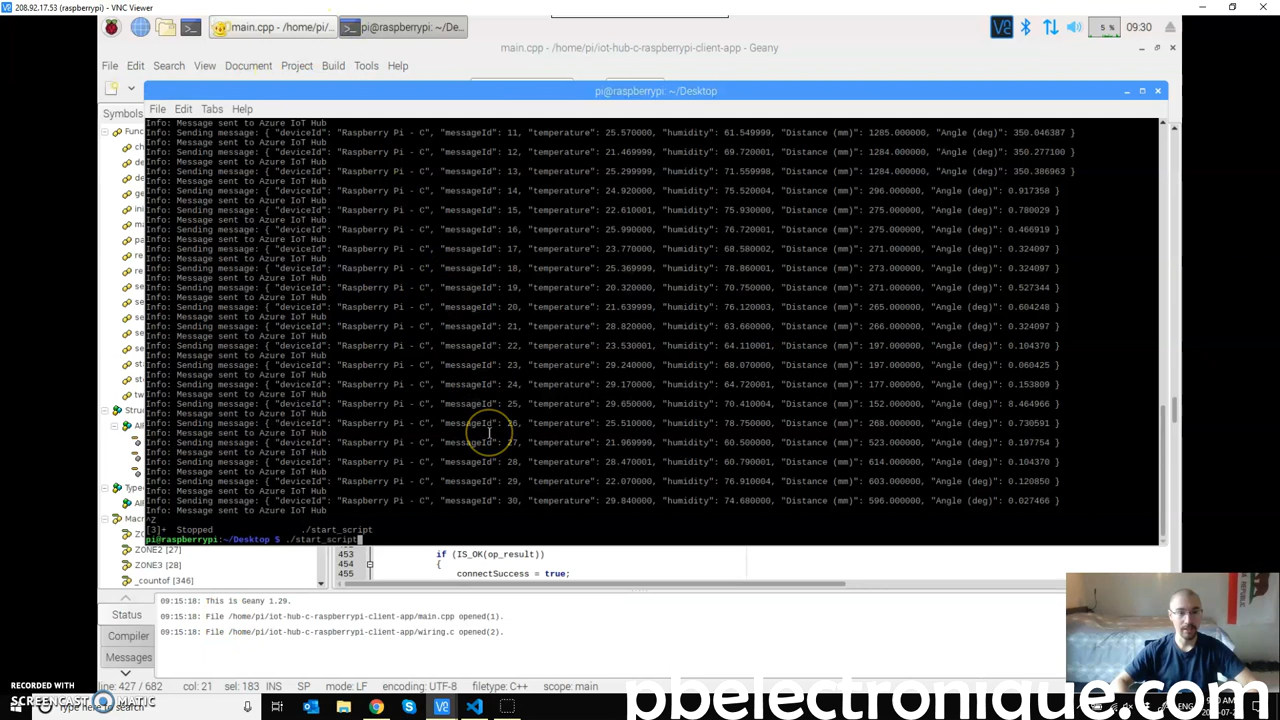 208.92.17.53 (raspberrypi) - VNC Viewer
main.cpp - /home/pi/...
pi@raspberrypi: ~/De...
5 %
09:30
main.cpp - /home/pi/iot-hub-c-raspberrypi-client-app - Geany
File Edit Search View Document Project Build Tools Help
pi@raspberrypi: ~/Desktop
Symbols
File Edit Tabs Help
Info: Message sent to Azure IoT Hub
Info: Sending message: { "deviceId": "Raspberry Pi - C", "messageId": 11, "temperature": 25.570000, "humidity": 61.549999, "Distance (mm)": 1285.000000, "Angle (deg)": 350.046387 }
Info: Message sent to Azure IoT Hub
Info: Sending message: { "deviceId": "Raspberry Pi - C", "messageId": 12, "temperature": 21.469999, "humidity": 69.720001, "Distance (mm)": 1284.000000, "Angle (deg)": 350.277100 }
Info: Message sent to Azure IoT Hub
Info: Sending message: { "deviceId": "Raspberry Pi - C", "messageId": 13, "temperature": 25.299999, "humidity": 71.559998, "Distance (mm)": 1284.000000, "Angle (deg)": 350.386963 }
Info: Message sent to Azure IoT Hub
Info: Sending message: { "deviceId": "Raspberry Pi - C", "messageId": 14, "temperature": 24.920000, "humidity": 75.520004, "Distance (mm)": 296.000000, "Angle (deg)": 0.917358 }
Info: Message sent to Azure IoT Hub
Info: Sending message: { "deviceId": "Raspberry Pi - C", "messageId": 15, "temperature": 22.610001, "humidity": 75.930000, "Distance (mm)": 275.000000, "Angle (deg)": 0.780029 }
Info: Message sent to Azure IoT Hub
Info: Sending message: { "deviceId": "Raspberry Pi - C", "messageId": 16, "temperature": 25.990000, "humidity": 76.720001, "Distance (mm)": 275.000000, "Angle (deg)": 0.466919 }
Info: Message sent to Azure IoT Hub
Info: Sending message: { "deviceId": "Raspberry Pi - C", "messageId": 17, "temperature": 23.770000, "humidity": 68.580002, "Distance (mm)": 271.000000, "Angle (deg)": 0.324097 }
Info: Message sent to Azure IoT Hub
Info: Sending message: { "deviceId": "Raspberry Pi - C", "messageId": 18, "temperature": 25.369999, "humidity": 78.860001, "Distance (mm)": 273.000000, "Angle (deg)": 0.324097 }
Info: Message sent to Azure IoT Hub
Info: Sending message: { "deviceId": "Raspberry Pi - C", "messageId": 19, "temperature": 20.320000, "humidity": 70.750000, "Distance (mm)": 271.000000, "Angle (deg)": 0.527344 }
Info: Message sent to Azure IoT Hub
Info: Sending message: { "deviceId": "Raspberry Pi - C", "messageId": 20, "temperature": 21.639999, "humidity": 76.120003, "Distance (mm)": 265.000000, "Angle (deg)": 0.604248 }
Info: Message sent to Azure IoT Hub
Info: Sending message: { "deviceId": "Raspberry Pi - C", "messageId": 21, "temperature": 28.820000, "humidity": 63.660000, "Distance (mm)": 266.000000, "Angle (deg)": 0.324097 }
Info: Message sent to Azure IoT Hub
Info: Sending message: { "deviceId": "Raspberry Pi - C", "messageId": 22, "temperature": 23.530001, "humidity": 64.110001, "Distance (mm)": 197.000000, "Angle (deg)": 0.104370 }
Info: Message sent to Azure IoT Hub
Info: Sending message: { "deviceId": "Raspberry Pi - C", "messageId": 23, "temperature": 29.240000, "humidity": 68.070000, "Distance (mm)": 197.000000, "Angle (deg)": 0.060425 }
Info: Message sent to Azure IoT Hub
Info: Sending message: { "deviceId": "Raspberry Pi - C", "messageId": 24, "temperature": 29.170000, "humidity": 64.720001, "Distance (mm)": 177.000000, "Angle (deg)": 0.153809 }
Info: Message sent to Azure IoT Hub
Info: Sending message: { "deviceId": "Raspberry Pi - C", "messageId": 25, "temperature": 29.650000, "humidity": 70.410004, "Distance (mm)": 152.000000, "Angle (deg)": 8.464966 }
Info: Message sent to Azure IoT Hub
Info: Sending message: { "deviceId": "Raspberry Pi - C", "messageId": 26, "temperature": 25.510000, "humidity": 78.750000, "Distance (mm)": 268.000000, "Angle (deg)": 0.730591 }
Info: Message sent to Azure IoT Hub
Info: Sending message: { "deviceId": "Raspberry Pi - C", "messageId": 27, "temperature": 21.969999, "humidity": 60.500000, "Distance (mm)": 523.000000, "Angle (deg)": 0.197754 }
Info: Message sent to Azure IoT Hub
Info: Sending message: { "deviceId": "Raspberry Pi - C", "messageId": 28, "temperature": 28.470001, "humidity": 60.790001, "Distance (mm)": 614.000000, "Angle (deg)": 0.104370 }
Info: Message sent to Azure IoT Hub
Info: Sending message: { "deviceId": "Raspberry Pi - C", "messageId": 29, "temperature": 22.070000, "humidity": 76.910004, "Distance (mm)": 603.000000, "Angle (deg)": 0.120850 }
Info: Message sent to Azure IoT Hub
Info: Sending message: { "deviceId": "Raspberry Pi - C", "messageId": 30, "temperature": 29.840000, "humidity": 74.680000, "Distance (mm)": 596.000000, "Angle (deg)": 0.027466 }
Info: Message sent to Azure IoT Hub
^Z
[3]+ Stopped ./start_script
pi@raspberrypi:~/Desktop $ ./start_script
ZONE2 [27]
ZONE3 [27]
_countof [346]
453 if (IS_OK(op_result))
454 {
455 connectSuccess = true;
Status
Compiler
Messages
09:15:18: This is Geany 1.29.
09:15:18: File /home/pi/iot-hub-c-raspberrypi-client-app/main.cpp opened(1).
09:15:18: File /home/pi/iot-hub-c-raspberrypi-client-app/wiring.c opened(2).
line: 427 / 682 col: 21 sel: 183 INS SP mode: LF encoding: UTF-8 filetype: C++ scope: main
RECORDED WITH
SCREENCAST MATIC
pbelectronique.com